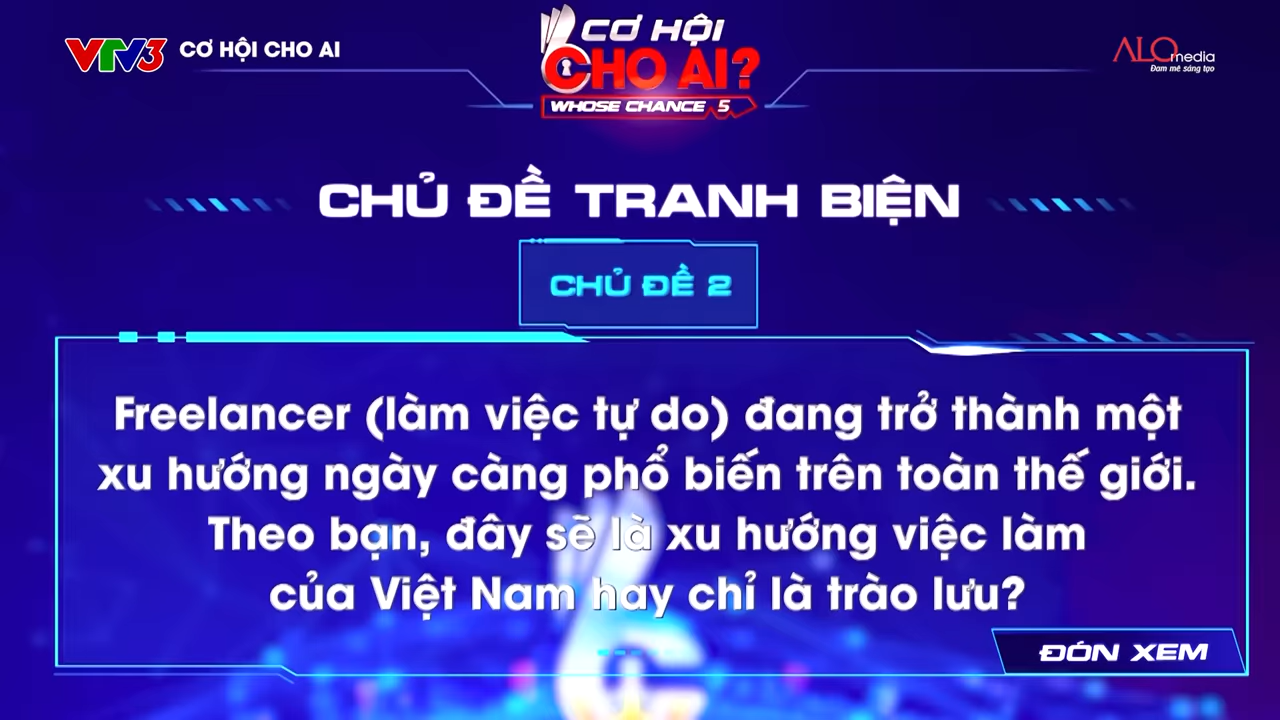 VTV3 CƠ HỘI CHO AI
CƠ HỘI
CHO AI?
WHOSE CHANCE 5
ALOmedia
Đam mê sáng tạo
CHỦ ĐỀ TRANH BIỆN
CHỦ ĐỀ 2
Freelancer (làm việc tự do) đang trở thành một
xu hướng ngày càng phổ biến trên toàn thế giới.
Theo bạn, đây sẽ là xu hướng việc làm
của Việt Nam hay chỉ là trào lưu?
ĐÓN XEM